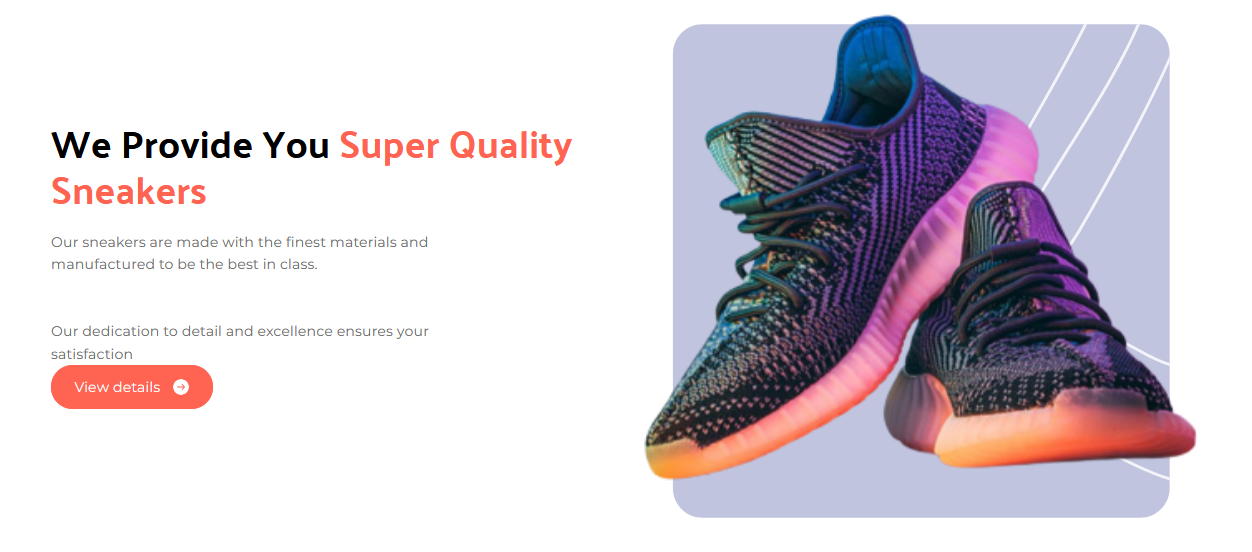 We Provide You Super Quality
Sneakers
Our sneakers are made with the finest materials and
manufactured to be the best in class.
Our dedication to detail and excellence ensures your
satisfaction
View details